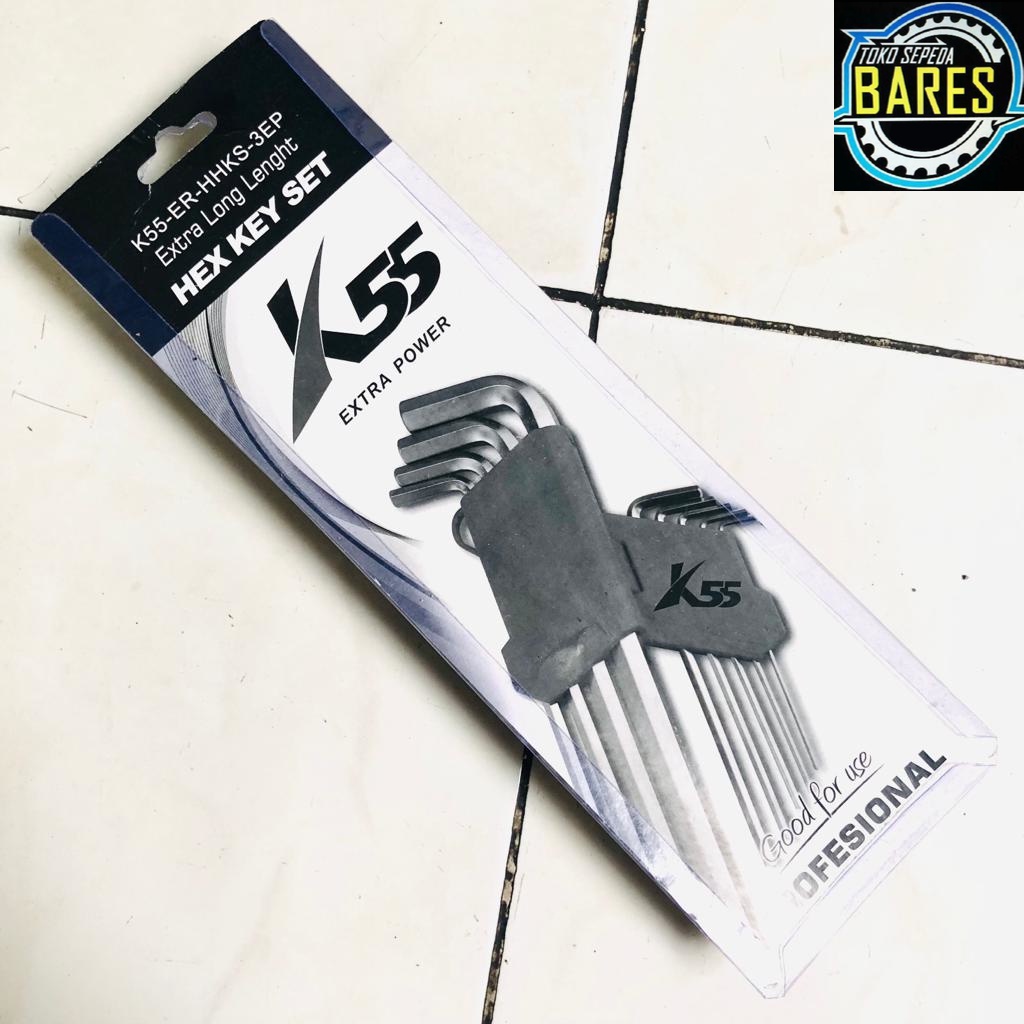 TOKO SEPEDA
BARES
K55-ER-HHKS-3EP
Extra Long Lenght
HEX KEY SET
K55
EXTRA POWER
K55
Good for use
OFESIONAL